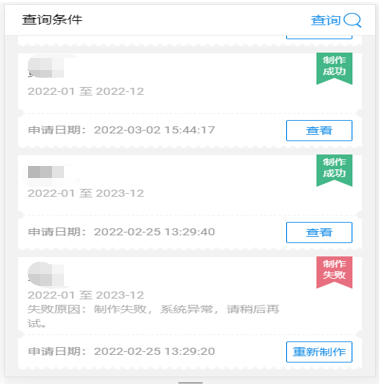 查询条件
查询
制作
成功
2022-01 至 2022-12
申请日期：2022-03-02 15:44:17
查看
制作
成功
2022-01 至 2023-12
申请日期：2022-02-25 13:29:40
查看
制作
失败
2022-01 至 2023-12
失败原因：制作失败，系统异常，请稍后再
试。
申请日期：2022-02-25 13:29:20
重新制作